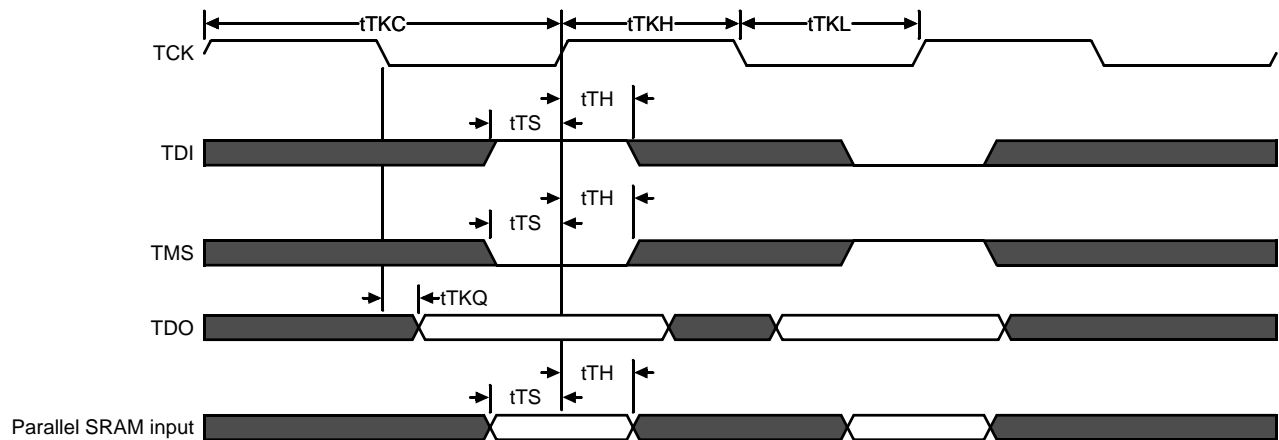 tTKC
tTKH
tTKL
TCK
tTH
tTS
TDI
tTH
tTS
TMS
tTKQ
TDO
tTH
tTS
Parallel SRAM input